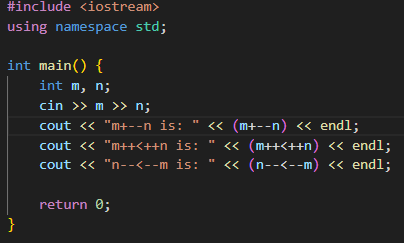 #include <iostream>
using namespace std;
int main() {
int m, n;
cin >> m >> n;
cout << "m+--n is: " << (m+--n) << endl;
cout << "m++<++n is: " << (m++<++n) << endl;
cout << "n--<--m is: " << (n--<--m) << endl;
return 0;
}